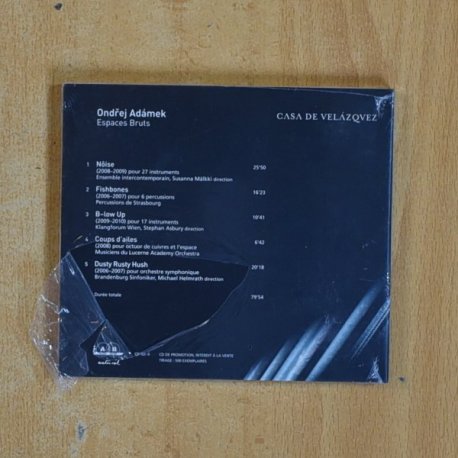 Ondřej Adámek
Espaces Bruts
CASA DE VELÁZQVEZ
1 Nôise 25'50
(2008-2009) pour 27 instruments
Ensemble intercontemporain, Susanna Mälkki direction
2 Fishbones 16'23
(2006-2007) pour 6 percussions
Percussions de Strasbourg
3 B-low Up 10'41
(2009-2010) pour 17 instruments
Klangforum Wien, Stephan Asbury direction
4 Coups d'ailes 6'42
(2008) pour octuor de cuivres et l'espace
Musiciens du Lucerne Academy Orchestra
5 Dusty Rusty Hush 20'18
(2006-2007) pour orchestre symphonique
Brandenburg Sinfoniker, Michael Helmrath direction
Durée totale 79'54
CD DE PROMOTION, INTERDIT À LA VENTE
TIRAGE : 500 EXEMPLAIRES